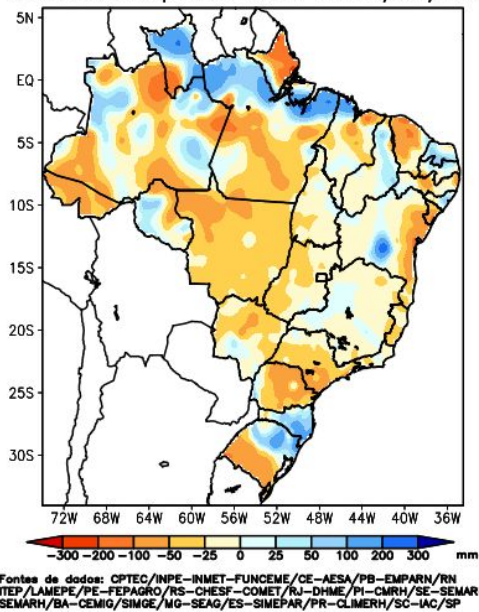 5N
EQ
5S
10S
15S
20S
25S
30S
72W 68W 64W 60W 56W 52W 48W 44W 40W 36W
-300 -200 -100 -50 -25 0 25 50 100 200 300 mm
Fontes de dados: CPTEC/INPE-INMET-FUNCEME/CE-AESA/PB-EMPARN/RN
ITEP/LAMEPE/PE-FEPAGRO/RS-CHESF-COMET/RJ-DHME/PI-CMRH/SE-SEMAR
SEMARH/BA-CEMIG/SIMGE/MG-SEAG/ES-SIMEPAR/PR-CLIMERH/SC-IAC/SP